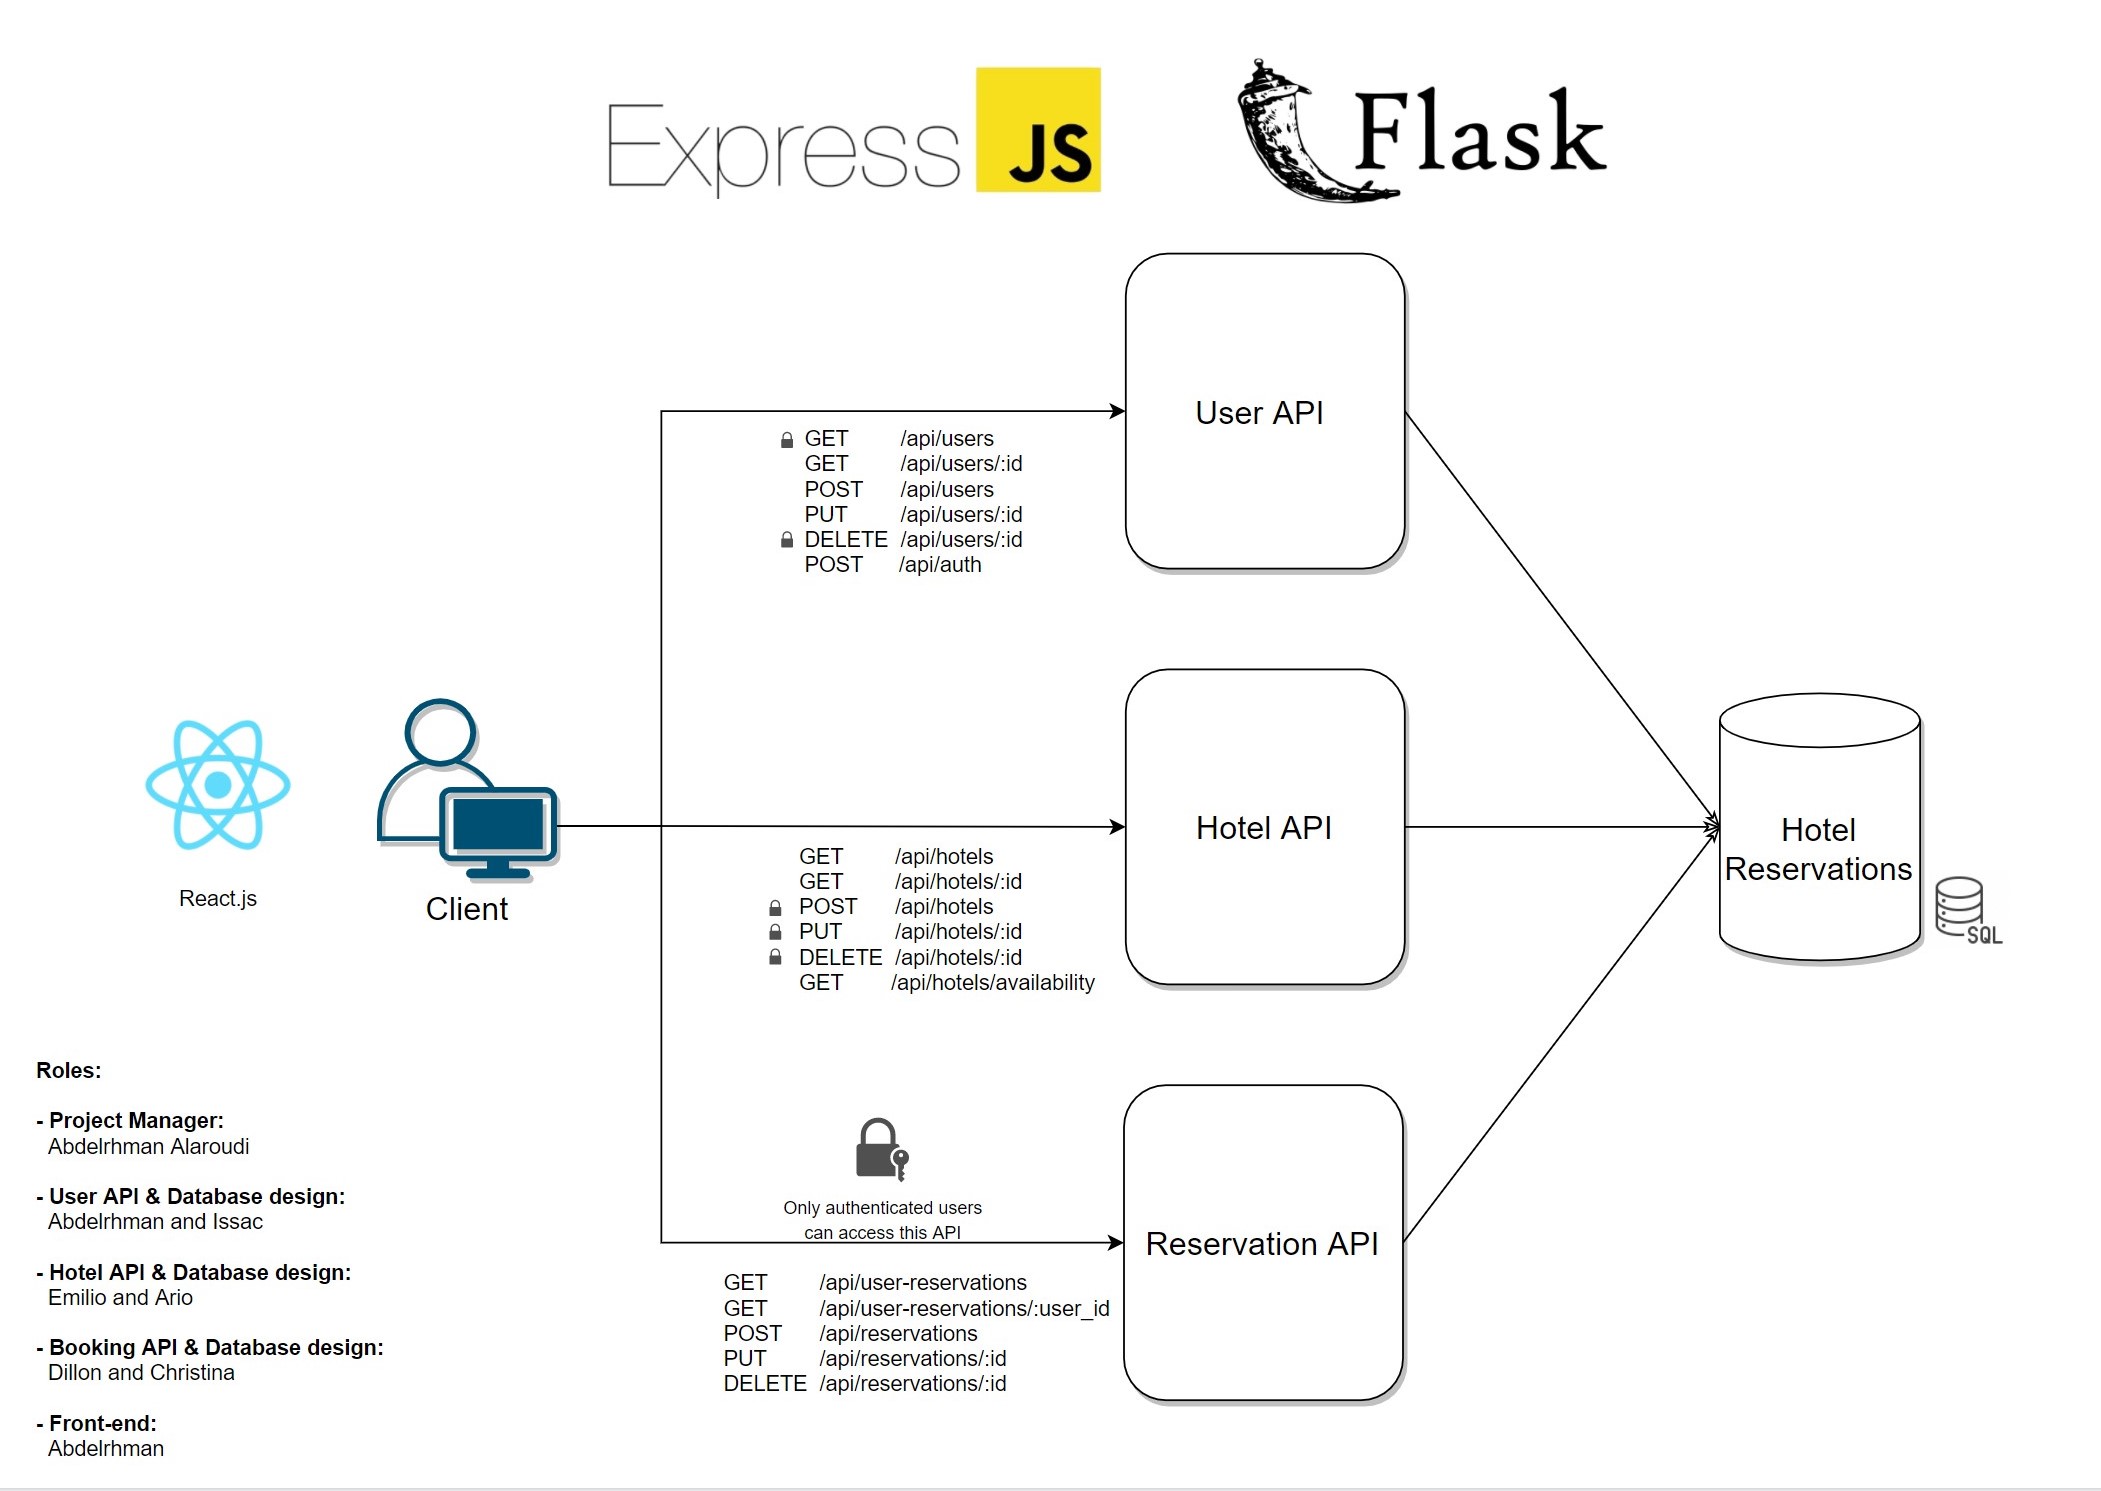 Express JS
Flask
User API
GET /api/users
GET /api/users/:id
POST /api/users
PUT /api/users/:id
DELETE /api/users/:id
POST /api/auth
React.js
Client
Hotel API
GET /api/hotels
GET /api/hotels/:id
POST /api/hotels
PUT /api/hotels/:id
DELETE /api/hotels/:id
GET /api/hotels/availability
Hotel
Reservations
SQL
Only authenticated users
can access this API
Reservation API
GET /api/user-reservations
GET /api/user-reservations/:user_id
POST /api/reservations
PUT /api/reservations/:id
DELETE /api/reservations/:id
Roles:
- Project Manager:
Abdelrhman Alaroudi
- User API & Database design:
Abdelrhman and Issac
- Hotel API & Database design:
Emilio and Ario
- Booking API & Database design:
Dillon and Christina
- Front-end:
Abdelrhman